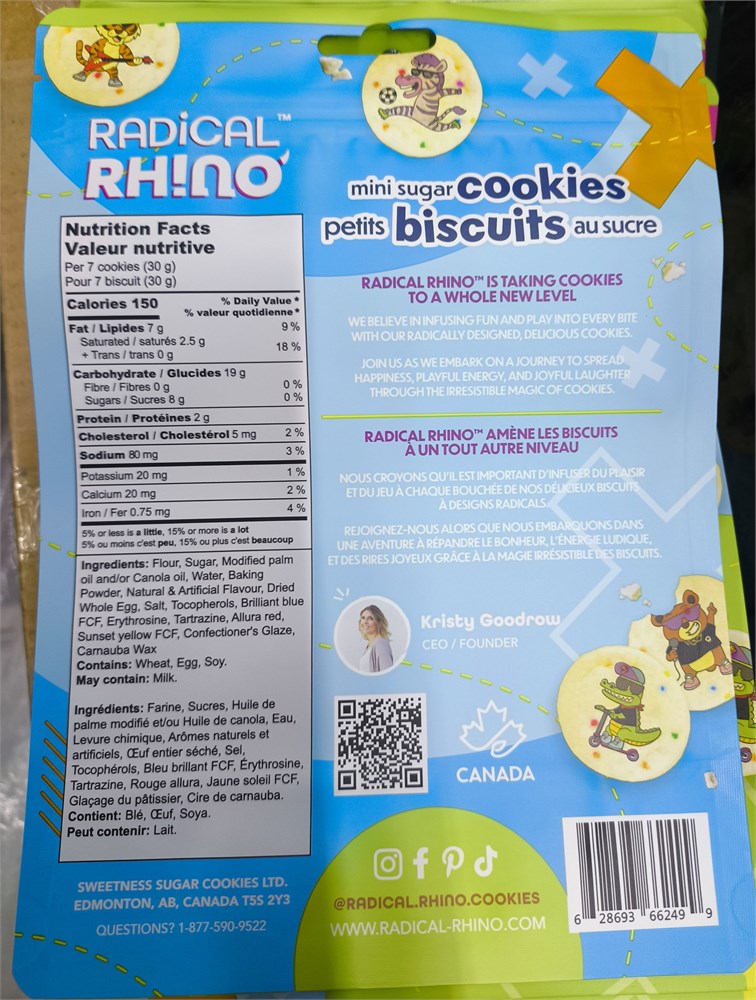 RADiCAL™
RH!NO
mini sugar cookies
petits biscuits au sucre
Nutrition Facts
Valeur nutritive
Per 7 cookies (30 g)
Pour 7 biscuit (30 g)
Calories 150
% Daily Value *
% valeur quotidienne *
Fat / Lipides 7 g 9 %
Saturated / saturés 2.5 g
+ Trans / trans 0 g 18 %
Carbohydrate / Glucides 19 g
Fibre / Fibres 0 g 0 %
Sugars / Sucres 8 g 0 %
Protein / Protéines 2 g
Cholesterol / Cholestérol 5 mg 2 %
Sodium 80 mg 3 %
Potassium 20 mg 1 %
Calcium 20 mg 2 %
Iron / Fer 0.75 mg 4 %
5% or less is a little, 15% or more is a lot
5% ou moins c'est peu, 15% ou plus c'est beaucoup
Ingredients: Flour, Sugar, Modified palm
oil and/or Canola oil, Water, Baking
Powder, Natural & Artificial Flavour, Dried
Whole Egg, Salt, Tocopherols, Brilliant blue
FCF, Erythrosine, Tartrazine, Allura red,
Sunset yellow FCF, Confectioner's Glaze,
Carnauba Wax
Contains: Wheat, Egg, Soy.
May contain: Milk.
Ingrédients: Farine, Sucres, Huile de
palme modifié et/ou Huile de canola, Eau,
Levure chimique, Arômes naturels et
artificiels, Œuf entier séché, Sel,
Tocophérols, Bleu brillant FCF, Érythrosine,
Tartrazine, Rouge allura, Jaune soleil FCF,
Glaçage du pâtissier, Cire de carnauba.
Contient: Blé, Œuf, Soya.
Peut contenir: Lait.
SWEETNESS SUGAR COOKIES LTD.
EDMONTON, AB, CANADA T5S 2Y3
QUESTIONS? 1-877-590-9522
RADICAL RHINO™ IS TAKING COOKIES
TO A WHOLE NEW LEVEL
WE BELIEVE IN INFUSING FUN AND PLAY INTO EVERY BITE
WITH OUR RADICALLY DESIGNED, DELICIOUS COOKIES.
JOIN US AS WE EMBARK ON A JOURNEY TO SPREAD
HAPPINESS, PLAYFUL ENERGY, AND JOYFUL LAUGHTER
THROUGH THE IRRESISTIBLE MAGIC OF COOKIES.
RADICAL RHINO™ AMÈNE LES BISCUITS
À UN TOUT AUTRE NIVEAU
NOUS CROYONS QU'IL EST IMPORTANT D'INFUSER DU PLAISIR
ET DU JEU À CHAQUE BOUCHÉE DE NOS DÉLICIEUX BISCUITS
À DESIGNS RADICALS.
REJOIGNEZ-NOUS ALORS QUE NOUS EMBARQUONS DANS
UNE AVENTURE À RÉPANDRE LE BONHEUR, L'ÉNERGIE LUDIQUE,
ET DES RIRES JOYEUX GRÂCE À LA MAGIE IRRÉSISTIBLE DES BISCUITS.
Kristy Goodrow
CEO / FOUNDER
CANADA
@RADICAL.RHINO.COOKIES
WWW.RADICAL-RHINO.COM
6 28693 66249 9